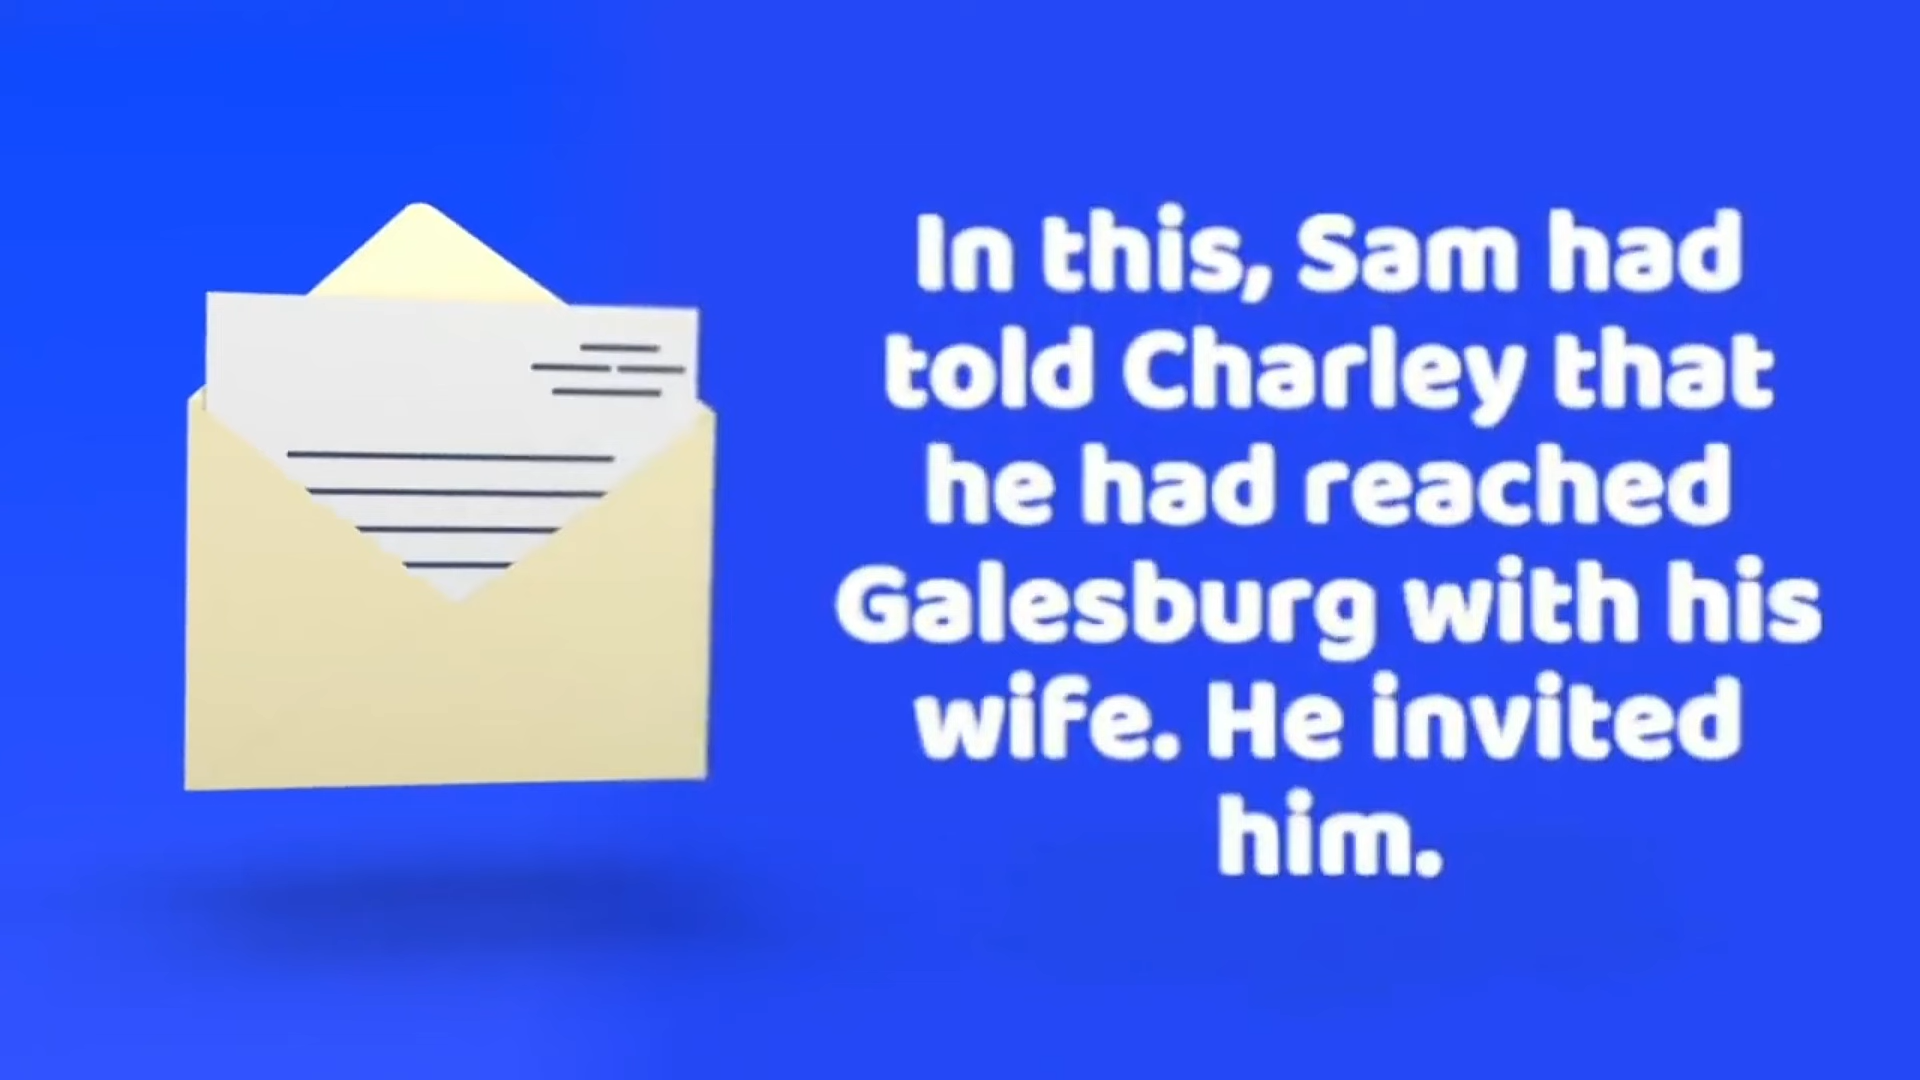 In this, Sam had
told Charley that
he had reached
Galesburg with his
wife. He invited
him.